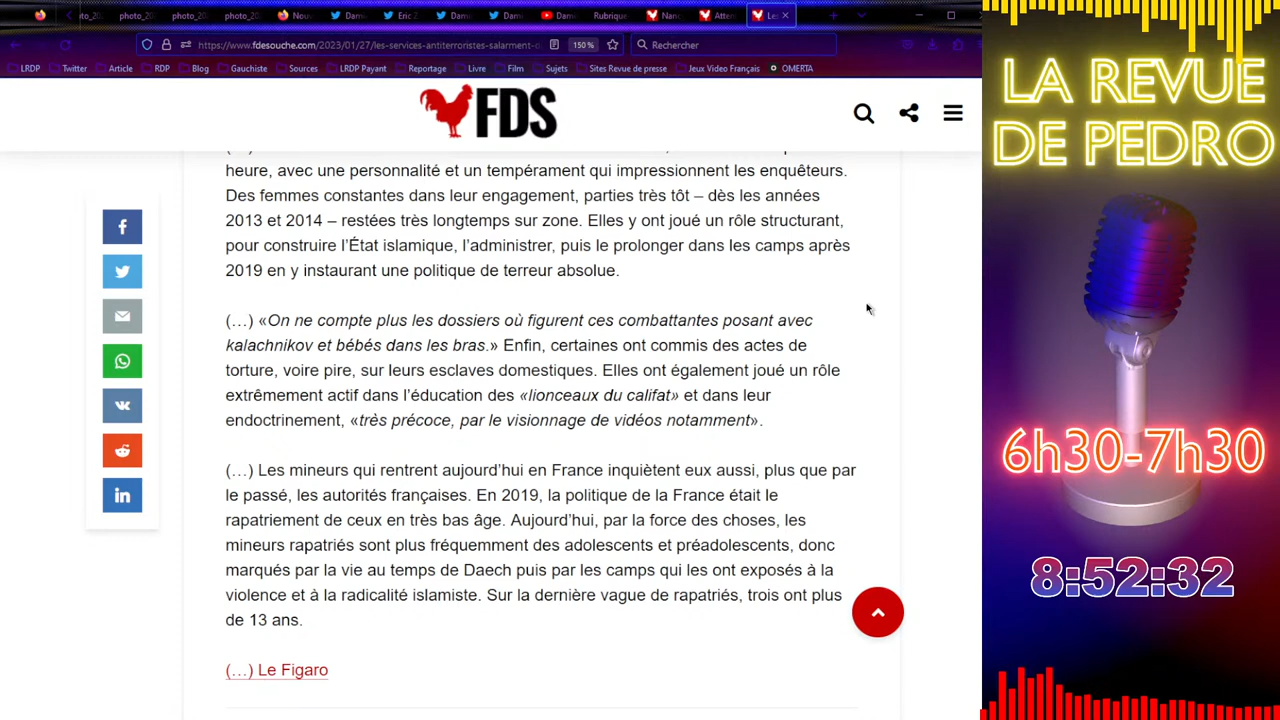 photo_20
photo_20
photo_20
Nou
Dam
Eric Z
Dam
Dam
Dam
Rubrique
Nanc
Atten
Les
https://www.fdesouche.com/2023/01/27/les-services-antiterroristes-salarment-d
150 %
Rechercher
LRDP
Twitter
Article
RDP
Blog
Gauchiste
Sources
LRDP Payant
Reportage
Livre
Film
Sujets
Sites Revue de presse
Jeux Video Français
OMERTA
FDS
heure, avec une personnalité et un tempérament qui impressionnent les enquêteurs.
Des femmes constantes dans leur engagement, parties très tôt – dès les années
2013 et 2014 – restées très longtemps sur zone. Elles y ont joué un rôle structurant,
pour construire l’État islamique, l’administrer, puis le prolonger dans les camps après
2019 en y instaurant une politique de terreur absolue.
(…) «On ne compte plus les dossiers où figurent ces combattantes posant avec
kalachnikov et bébés dans les bras.» Enfin, certaines ont commis des actes de
torture, voire pire, sur leurs esclaves domestiques. Elles ont également joué un rôle
extrêmement actif dans l’éducation des «lionceaux du califat» et dans leur
endoctrinement, «très précoce, par le visionnage de vidéos notamment».
(…) Les mineurs qui rentrent aujourd’hui en France inquiètent eux aussi, plus que par
le passé, les autorités françaises. En 2019, la politique de la France était le
rapatriement de ceux en très bas âge. Aujourd’hui, par la force des choses, les
mineurs rapatriés sont plus fréquemment des adolescents et préadolescents, donc
marqués par la vie au temps de Daech puis par les camps qui les ont exposés à la
violence et à la radicalité islamiste. Sur la dernière vague de rapatriés, trois ont plus
de 13 ans.
(…) Le Figaro
LA REVUE
DE PEDRO
6h30-7h30
8:52:32